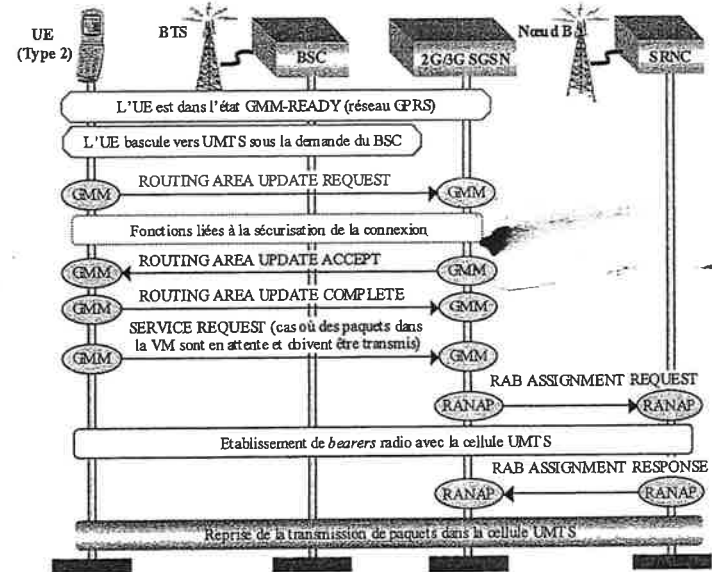 UE
(Type 2)
BTS
BSC
2G/3G SGSN
Nœud B
SRNC
L'UE est dans l'état GMM-READY (réseau GPRS)
L'UE bascule vers UMTS sous la demande du BSC
GMM
ROUTING AREA UPDATE REQUEST
GMM
Fonctions liées à la sécurisation de la connexion
GMM
ROUTING AREA UPDATE ACCEPT
GMM
GMM
ROUTING AREA UPDATE COMPLETE
GMM
GMM
SERVICE REQUEST (cas où des paquets dans
la VM sont en attente et doivent être transmis)
GMM
RAB ASSIGNMENT REQUEST
RANAP
RANAP
Etablissement de bearers radio avec la cellule UMTS
RAB ASSIGNMENT RESPONSE
RANAP
RANAP
Reprise de la transmission de paquets dans la cellule UMTS